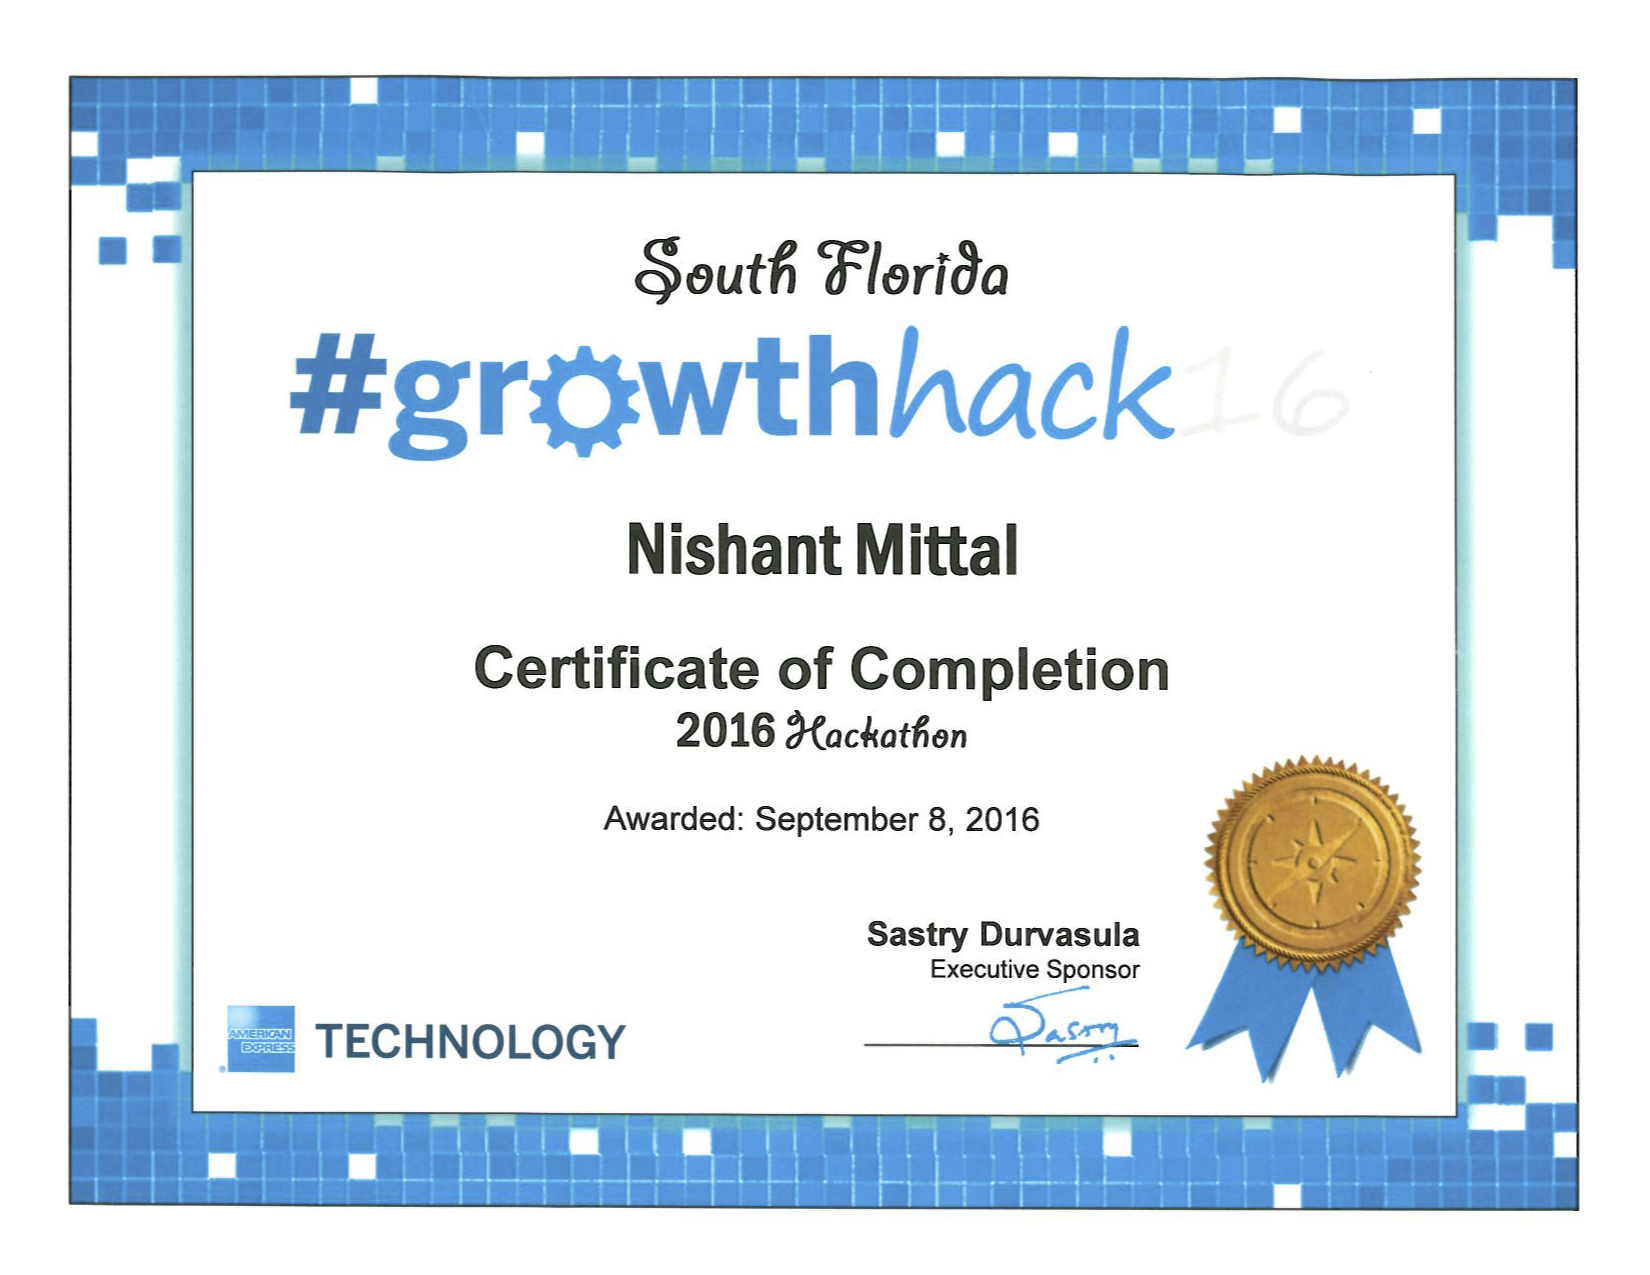 South Florida
#growthhack16
Nishant Mittal
Certificate of Completion
2016 Hackathon
Awarded: September 8, 2016
Sastry Durvasula
Executive Sponsor
Sastry
AMERICAN
EXPRESS
®
TECHNOLOGY